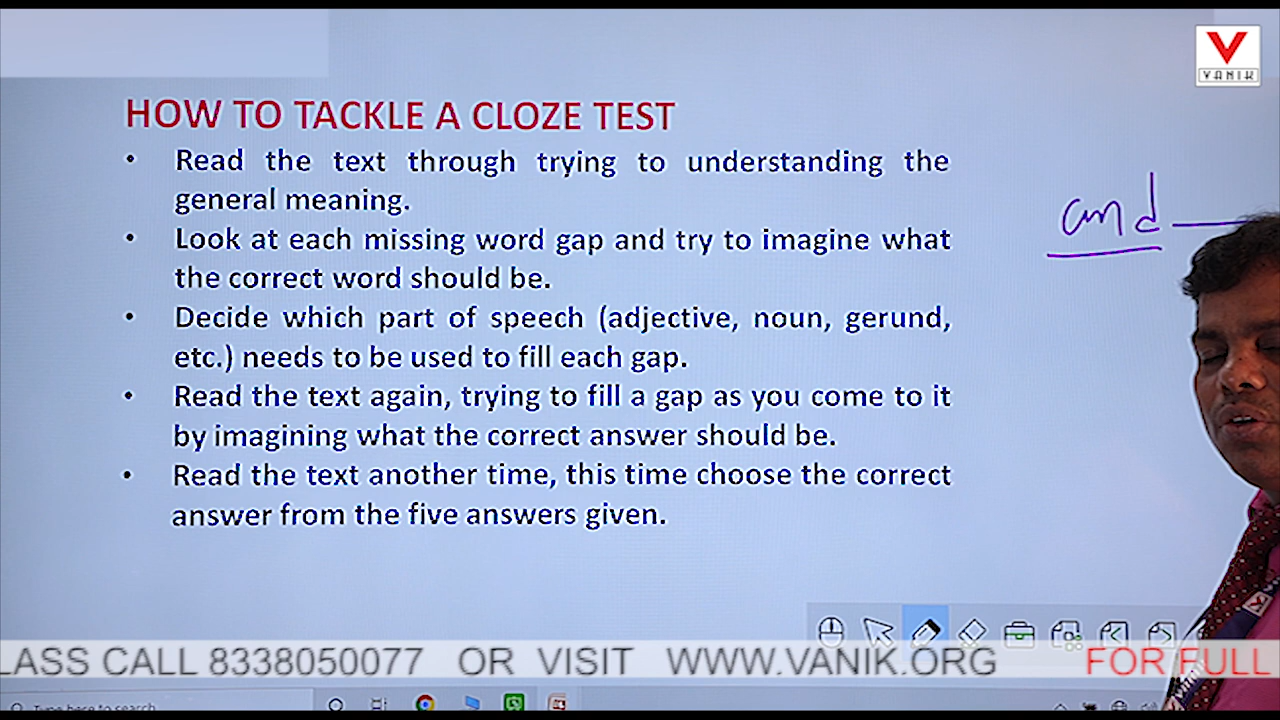 VANIK
HOW TO TACKLE A CLOZE TEST
• Read the text through trying to understanding the
general meaning.
and
• Look at each missing word gap and try to imagine what
the correct word should be.
• Decide which part of speech (adjective, noun, gerund,
etc.) needs to be used to fill each gap.
• Read the text again, trying to fill a gap as you come to it
by imagining what the correct answer should be.
• Read the text another time, this time choose the correct
answer from the five answers given.
LASS CALL 8338050077 OR VISIT WWW.VANIK.ORG FOR FULL
Type here to search